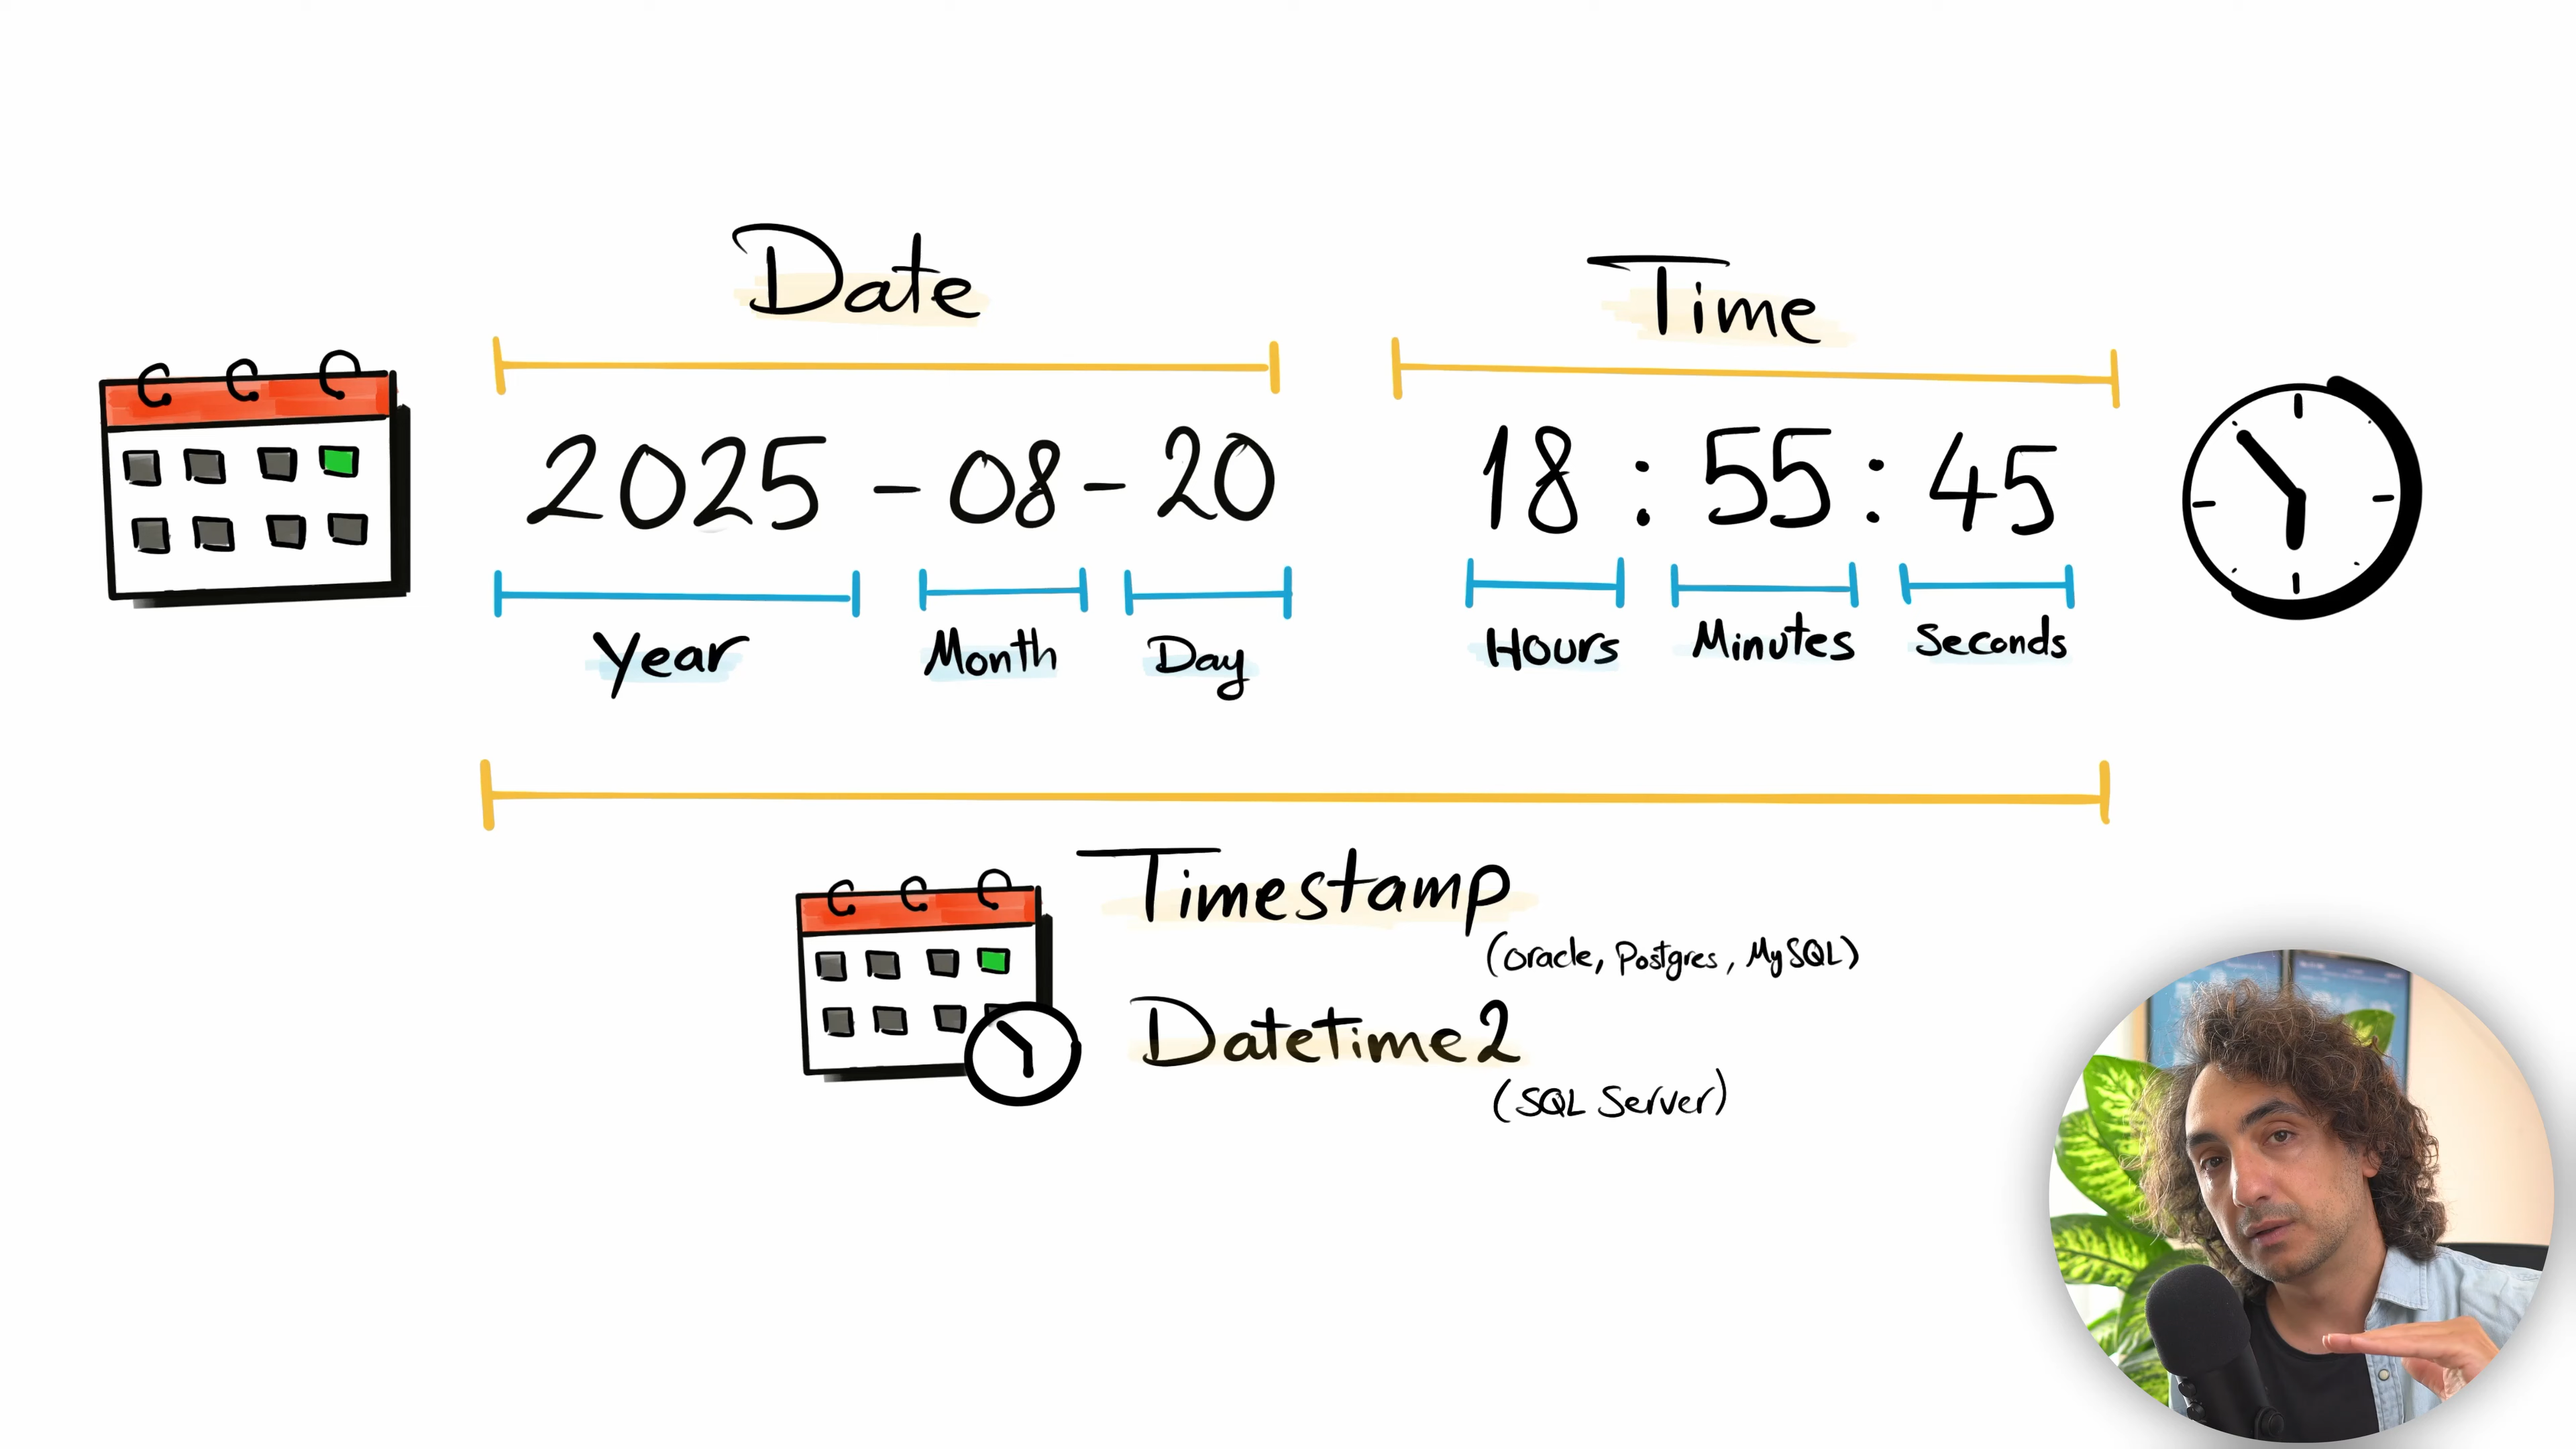 Date
Time
2025-08-20
18:55:45
Year
Month
Day
Hours
Minutes
Seconds
Timestamp
(oracle, Postgres, MySQL)
Datetime2
(SQL Server)